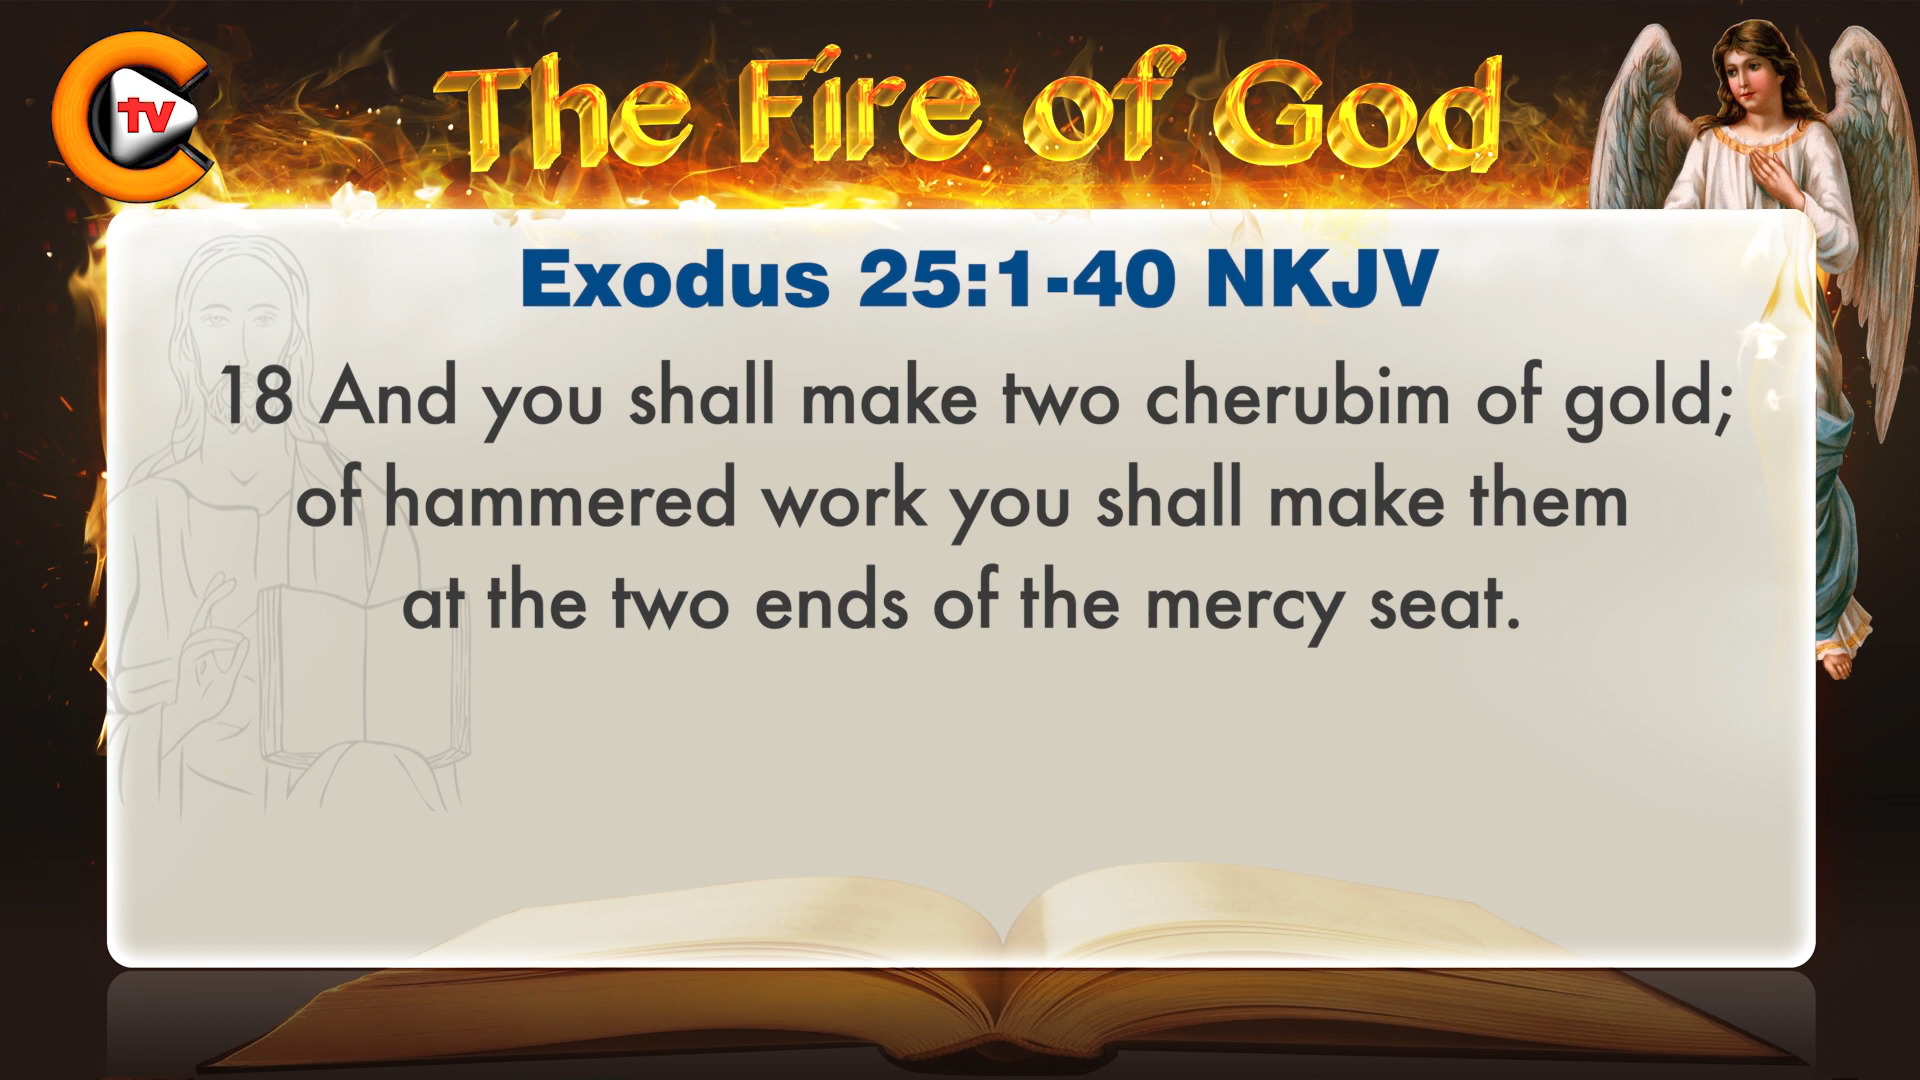 tv
The Fire of God
Exodus 25:1-40 NKJV
18 And you shall make two cherubim of gold;
of hammered work you shall make them
at the two ends of the mercy seat.